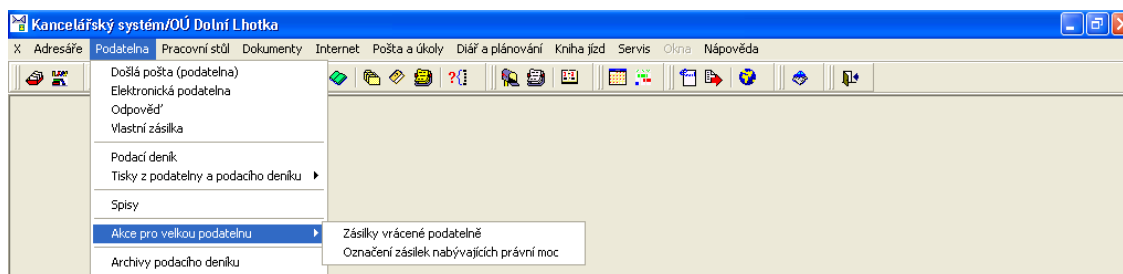 Kancelářský systém/OÚ Dolní Lhotka
X Adresáře Podatelna Pracovní stůl Dokumenty Internet Pošta a úkoly Diář a plánování Kniha jízd Servis Okna Nápověda
Došlá pošta (podatelna)
Elektronická podatelna
Odpověď
Vlastní zásilka
Podací deník
Tisky z podatelny a podacího deníku
Spisy
Akce pro velkou podatelnu
Zásilky vrácené podatelně
Označení zásilek nabývajících právní moc
Archivy podacího deníku